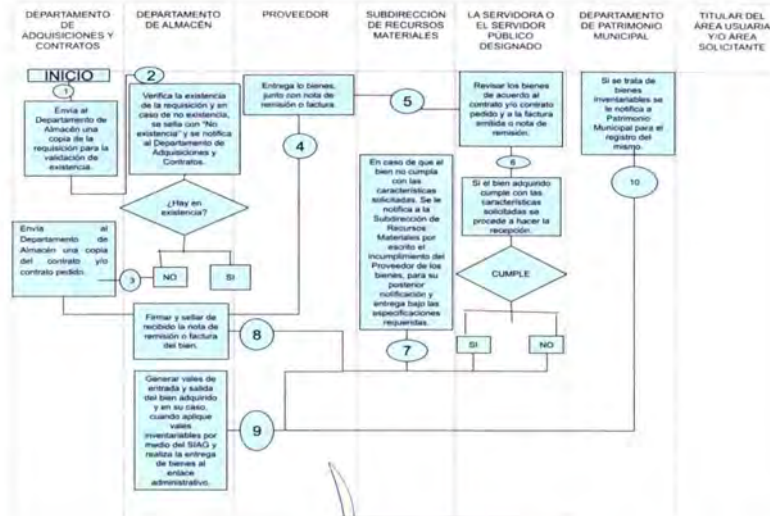 DEPARTAMENTO
DE
ADQUISICIONES Y
CONTRATOS
DEPARTAMENTO
DE ALMACÉN
PROVEEDOR
SUBDIRECCIÓN
DE RECURSOS
MATERIALES
LA SERVIDORA O
EL SERVIDOR
PÚBLICO
DESIGNADO
DEPARTAMENTO
DE PATRIMONIO
MUNICIPAL
TITULAR DEL
ÁREA USUARIA
Y/O ÁREA
SOLICITANTE
INICIO
1
Envía al
Departamento de
Almacén una
copia de la
requisición para la
validación de
existencia.
2
Verifica la existencia
de la requisición y en
caso de no existencia,
se sella con "No
existencia" y se notifica
al Departamento de
Adquisiciones y
Contratos.
¿Hay en
existencia?
NO
SI
3
Envía al
Departamento de
Almacén una copia
del contrato y/o
contrato pedido.
4
Entrega lo bienes,
junto con nota de
remisión o factura.
5
Revisar los bienes
de acuerdo al
contrato y/o contrato
pedido y a la factura
emitida o nota de
remisión.
6
Si el bien adquirido
cumple con las
características
solicitadas se
procede a hacer la
recepción.
CUMPLE
SI
NO
En caso de que el
bien no cumpla
con las
características
solicitadas. Se le
notifica a la
Subdirección de
Recursos
Materiales por
escrito el
incumplimiento del
Proveedor de los
bienes, para su
posterior
notificación y
entrega bajo las
especificaciones
requeridas.
7
Firmar y sellar de
recibido la nota de
remisión o factura
del bien.
8
Generar vales de
entrada y salida
del bien adquirido
y en su caso,
cuando aplique
vales
inventariables por
medio del SIAG y
realiza la entrega
de bienes al
enlace
administrativo.
9
Si se trata de
bienes
inventariables se
le notifica a
Patrimonio
Municipal para el
registro del
mismo.
10